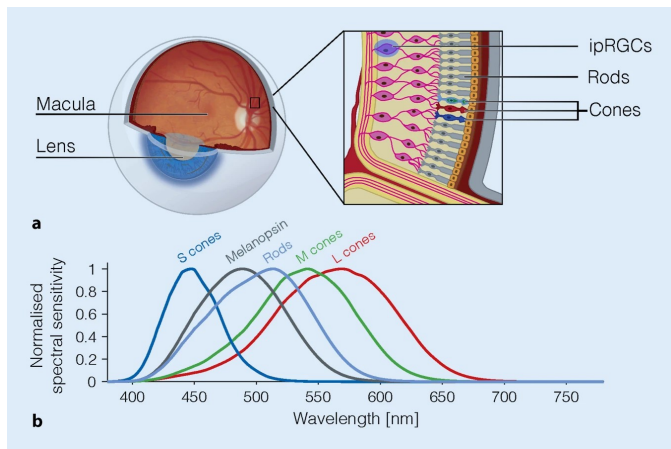 ipRGCs
Rods
Macula
Cones
Lens
a
S cones
Melanopsin
Rods
M cones
L cones
Normalised
spectral sensitivity
1
0.8
0.6
0.4
0.2
0
400 450 500 550 600 650 700 750
Wavelength [nm]
b